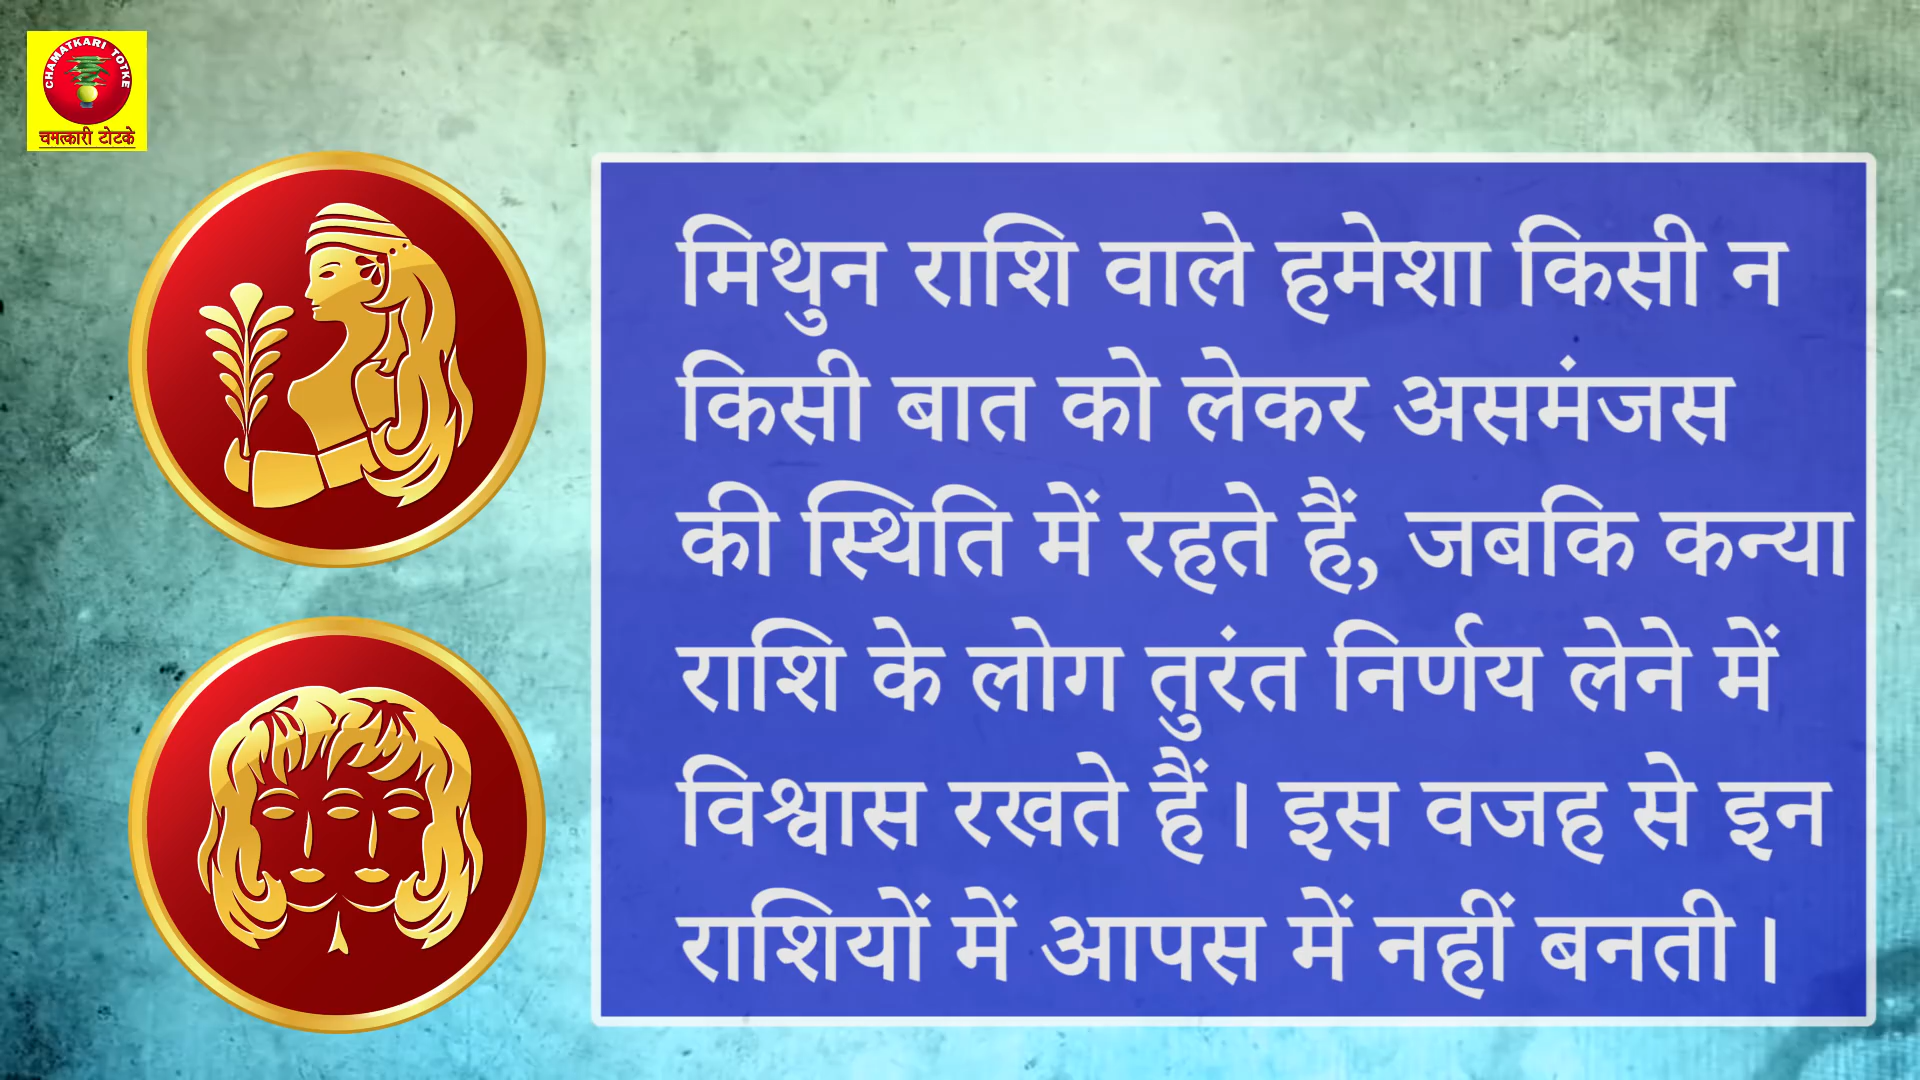 CHAMATKARI TOTKE
चमत्कारी टोटके
मिथुन राशि वाले हमेशा किसी न
किसी बात को लेकर असमंजस
की स्थिति में रहते हैं, जबकि कन्या
राशि के लोग तुरंत निर्णय लेने में
विश्वास रखते हैं। इस वजह से इन
राशियों में आपस में नहीं बनती।